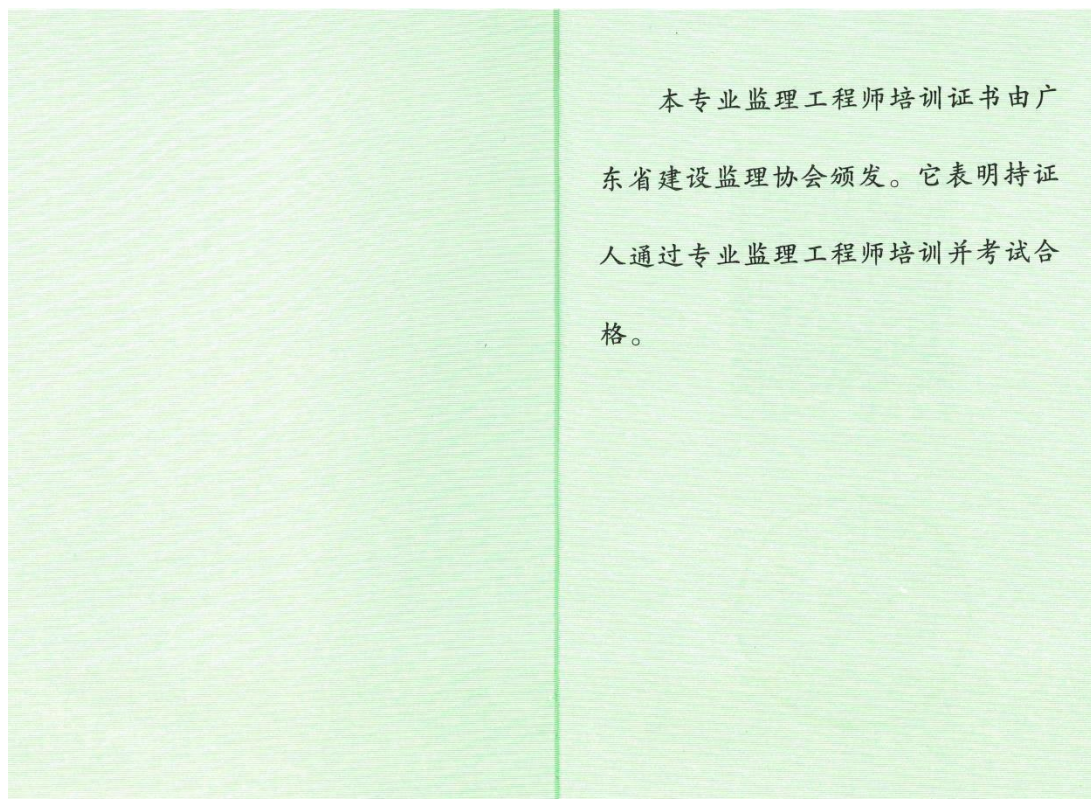 本专业监理工程师培训证书由广
东省建设监理协会颁发。它表明持证
人通过专业监理工程师培训并考试合
格。